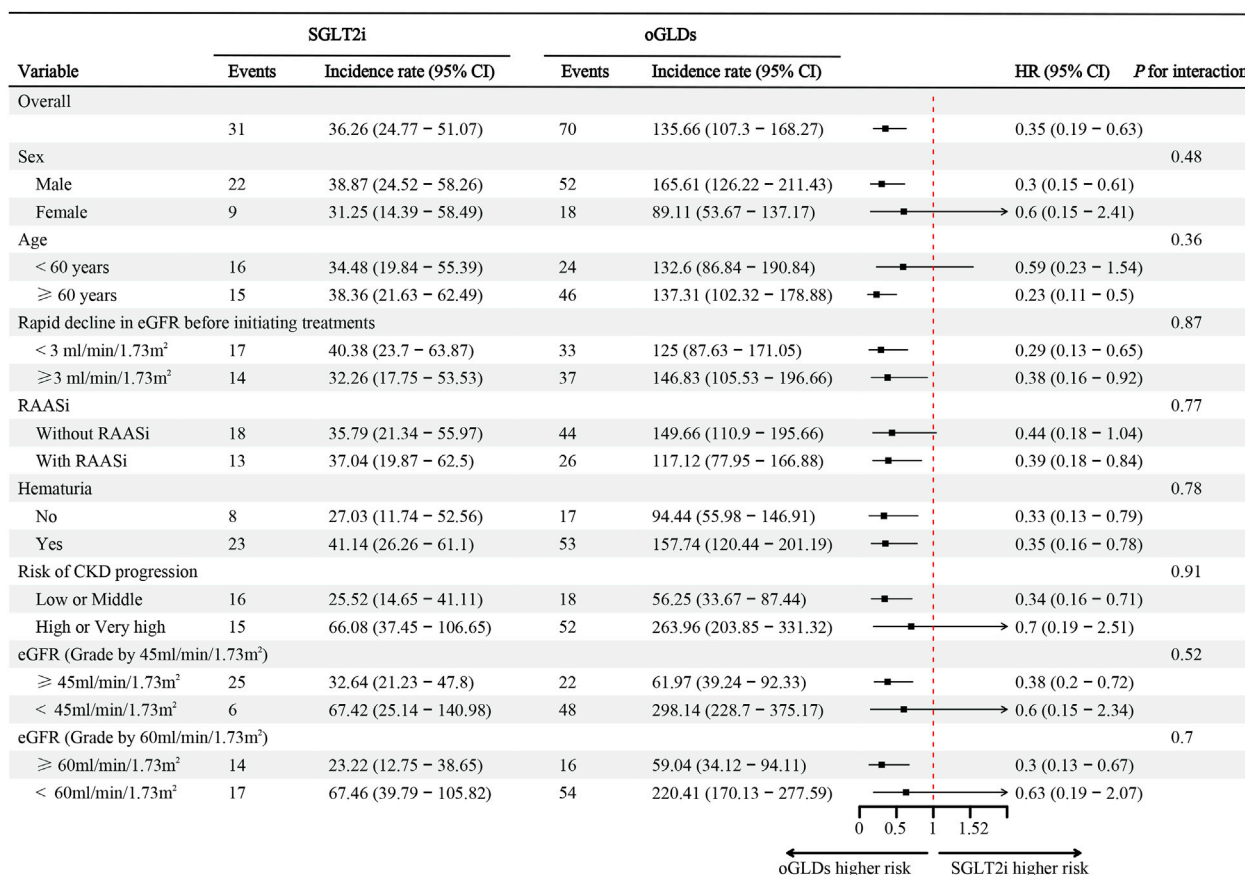 SGLT2i oGLDs
Variable Events Incidence rate (95% CI) Events Incidence rate (95% CI) HR (95% CI) P for interaction
Overall
31 36.26 (24.77 − 51.07) 70 135.66 (107.3 − 168.27) 0.35 (0.19 − 0.63)
Sex 0.48
Male 22 38.87 (24.52 − 58.26) 52 165.61 (126.22 − 211.43) 0.3 (0.15 − 0.61)
Female 9 31.25 (14.39 − 58.49) 18 89.11 (53.67 − 137.17) 0.6 (0.15 − 2.41)
Age 0.36
< 60 years 16 34.48 (19.84 − 55.39) 24 132.6 (86.84 − 190.84) 0.59 (0.23 − 1.54)
⩾ 60 years 15 38.36 (21.63 − 62.49) 46 137.31 (102.32 − 178.88) 0.23 (0.11 − 0.5)
Rapid decline in eGFR before initiating treatments 0.87
< 3 ml/min/1.73m² 17 40.38 (23.7 − 63.87) 33 125 (87.63 − 171.05) 0.29 (0.13 − 0.65)
⩾3 ml/min/1.73m² 14 32.26 (17.75 − 53.53) 37 146.83 (105.53 − 196.66) 0.38 (0.16 − 0.92)
RAASi 0.77
Without RAASi 18 35.79 (21.34 − 55.97) 44 149.66 (110.9 − 195.66) 0.44 (0.18 − 1.04)
With RAASi 13 37.04 (19.87 − 62.5) 26 117.12 (77.95 − 166.88) 0.39 (0.18 − 0.84)
Hematuria 0.78
No 8 27.03 (11.74 − 52.56) 17 94.44 (55.98 − 146.91) 0.33 (0.13 − 0.79)
Yes 23 41.14 (26.26 − 61.1) 53 157.74 (120.44 − 201.19) 0.35 (0.16 − 0.78)
Risk of CKD progression 0.91
Low or Middle 16 25.52 (14.65 − 41.11) 18 56.25 (33.67 − 87.44) 0.34 (0.16 − 0.71)
High or Very high 15 66.08 (37.45 − 106.65) 52 263.96 (203.85 − 331.32) 0.7 (0.19 − 2.51)
eGFR (Grade by 45ml/min/1.73m²) 0.52
⩾ 45ml/min/1.73m² 25 32.64 (21.23 − 47.8) 22 61.97 (39.24 − 92.33) 0.38 (0.2 − 0.72)
< 45ml/min/1.73m² 6 67.42 (25.14 − 140.98) 48 298.14 (228.7 − 375.17) 0.6 (0.15 − 2.34)
eGFR (Grade by 60ml/min/1.73m²) 0.7
⩾ 60ml/min/1.73m² 14 23.22 (12.75 − 38.65) 16 59.04 (34.12 − 94.11) 0.3 (0.13 − 0.67)
< 60ml/min/1.73m² 17 67.46 (39.79 − 105.82) 54 220.41 (170.13 − 277.59) 0.63 (0.19 − 2.07)
0 0.5 1 1.52
oGLDs higher risk SGLT2i higher risk